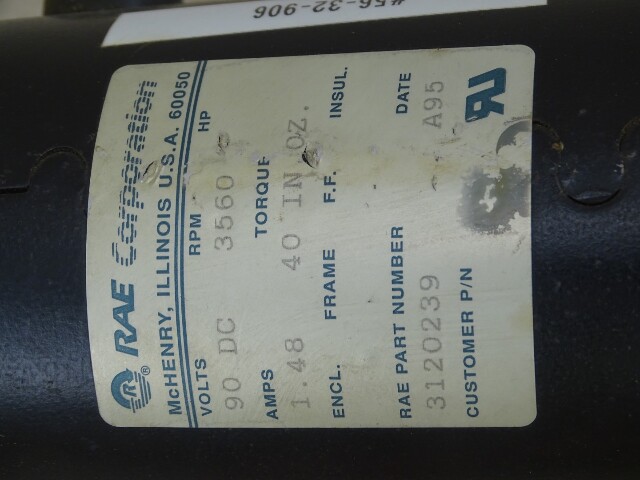 #56-32-906
RAE Corporation
McHENRY, ILLINOIS U.S.A. 60050
VOLTS RPM HP
90 DC 3560
AMPS TORQUE
1.48 40 IN.OZ.
ENCL. FRAME F.F. INSUL.
RAE PART NUMBER DATE
3120239 A95
CUSTOMER P/N